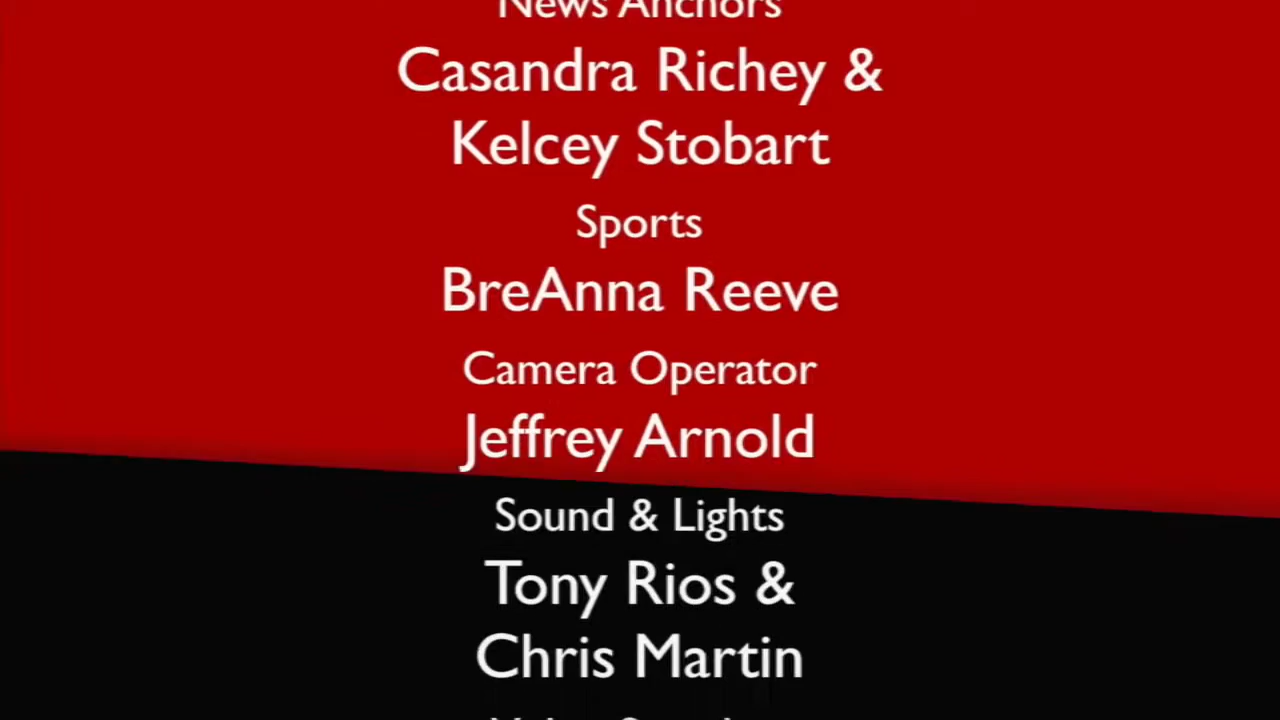 News Anchors
Casandra Richey &
Kelcey Stobart
Sports
BreAnna Reeve
Camera Operator
Jeffrey Arnold
Sound & Lights
Tony Rios &
Chris Martin